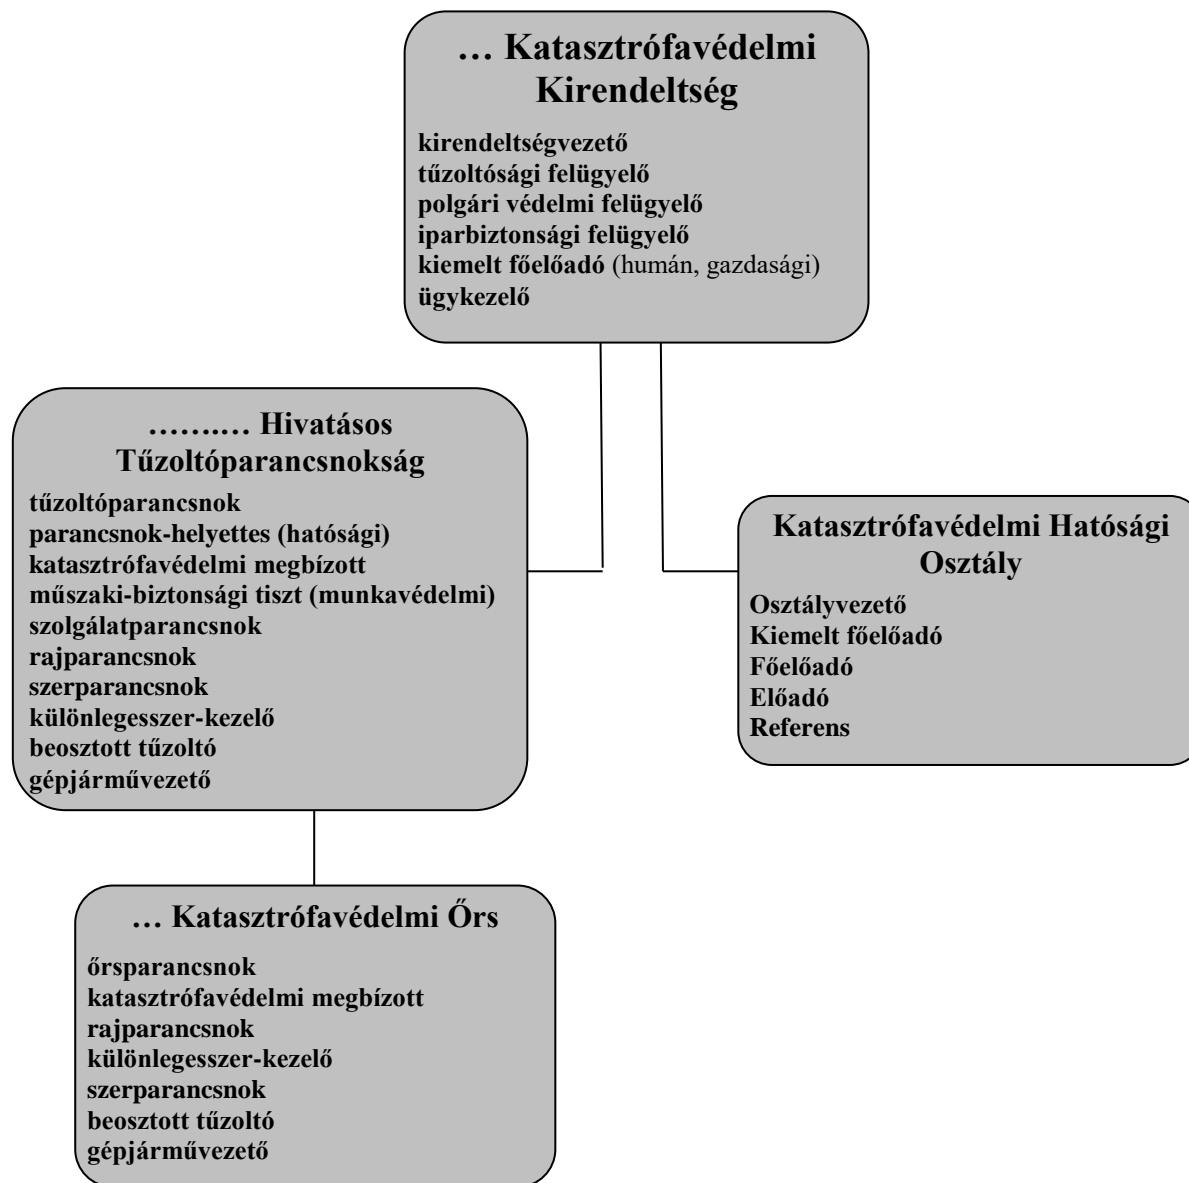 … Katasztrófavédelmi
Kirendeltség
kirendeltségvezető
tűzoltósági felügyelő
polgári védelmi felügyelő
iparbiztonsági felügyelő
kiemelt főelőadó (humán, gazdasági)
ügykezelő
…….… Hivatásos
Tűzoltóparancsnokság
tűzoltóparancsnok
parancsnok-helyettes (hatósági)
katasztrófavédelmi megbízott
műszaki-biztonsági tiszt (munkavédelmi)
szolgálatparancsnok
rajparancsnok
szerparancsnok
különlegesszer-kezelő
beosztott tűzoltó
gépjárművezető
Katasztrófavédelmi Hatósági
Osztály
Osztályvezető
Kiemelt főelőadó
Főelőadó
Előadó
Referens
… Katasztrófavédelmi Őrs
őrsparancsnok
katasztrófavédelmi megbízott
rajparancsnok
különlegesszer-kezelő
szerparancsnok
beosztott tűzoltó
gépjárművezető